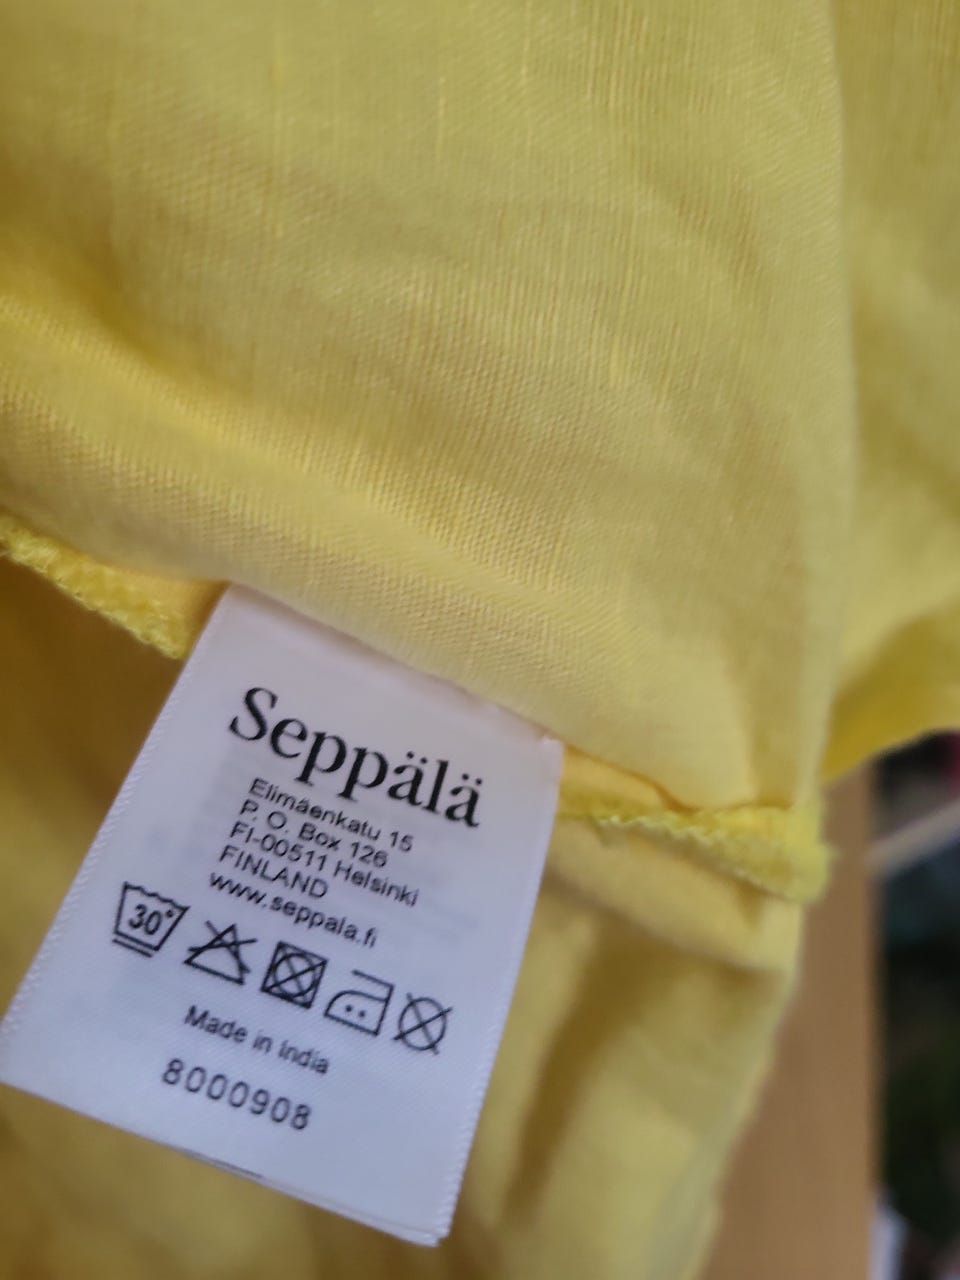 Seppälä
Elimäenkatu 15
P. O. Box 126
FI-00511 Helsinki
FINLAND
www.seppala.fi
30°
Made in India
8000908